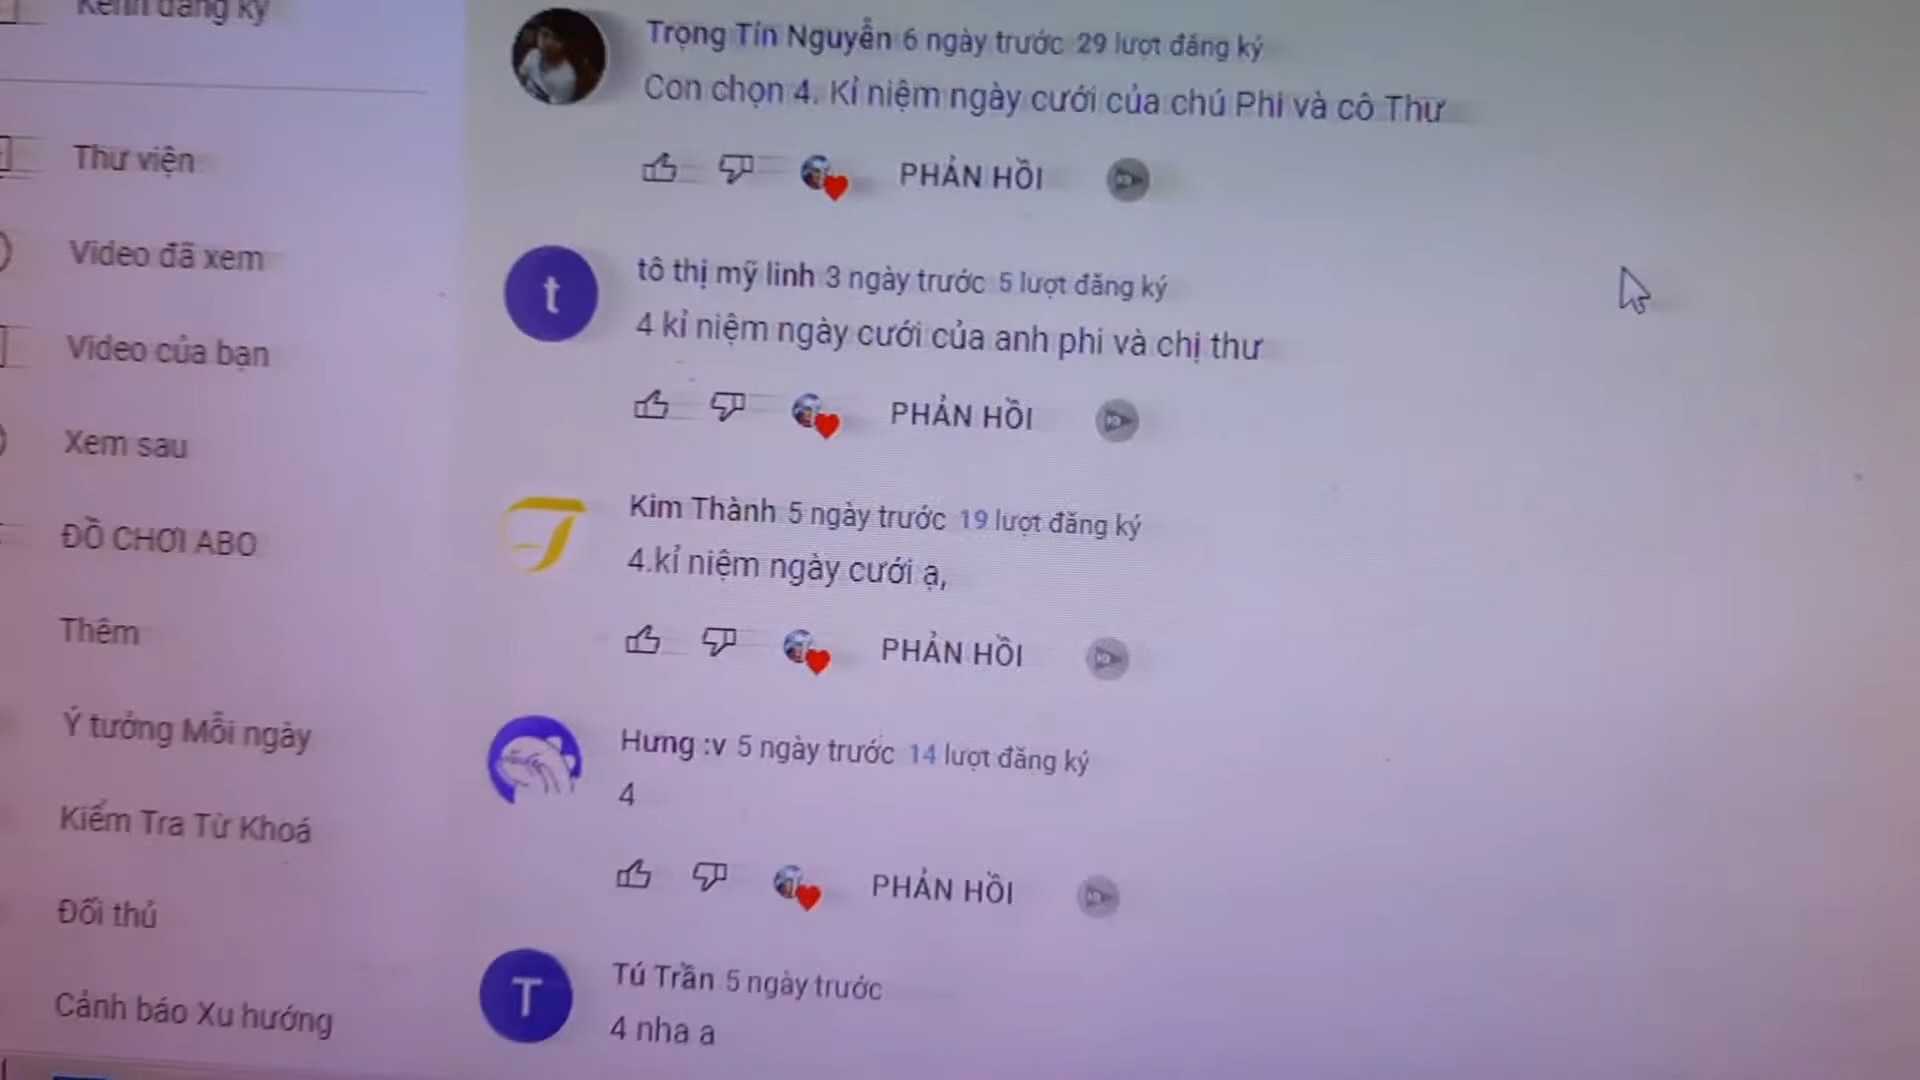 Kênh đăng ký
Thư viện
Video đã xem
Video của bạn
Xem sau
ĐỒ CHƠI ABO
Thêm
Ý tưởng Mỗi ngày
Kiểm Tra Từ Khoá
Đối thủ
Cảnh báo Xu hướng
Trọng Tín Nguyễn 6 ngày trước 29 lượt đăng ký
Con chọn 4. Kỉ niệm ngày cưới của chú Phi và cô Thư
PHẢN HỒI
t
tô thị mỹ linh 3 ngày trước 5 lượt đăng ký
4 kỉ niệm ngày cưới của anh phi và chị thư
PHẢN HỒI
Kim Thành 5 ngày trước 19 lượt đăng ký
4.kỉ niệm ngày cưới ạ,
PHẢN HỒI
Hưng :v 5 ngày trước 14 lượt đăng ký
4
PHẢN HỒI
T
Tú Trần 5 ngày trước
4 nha a